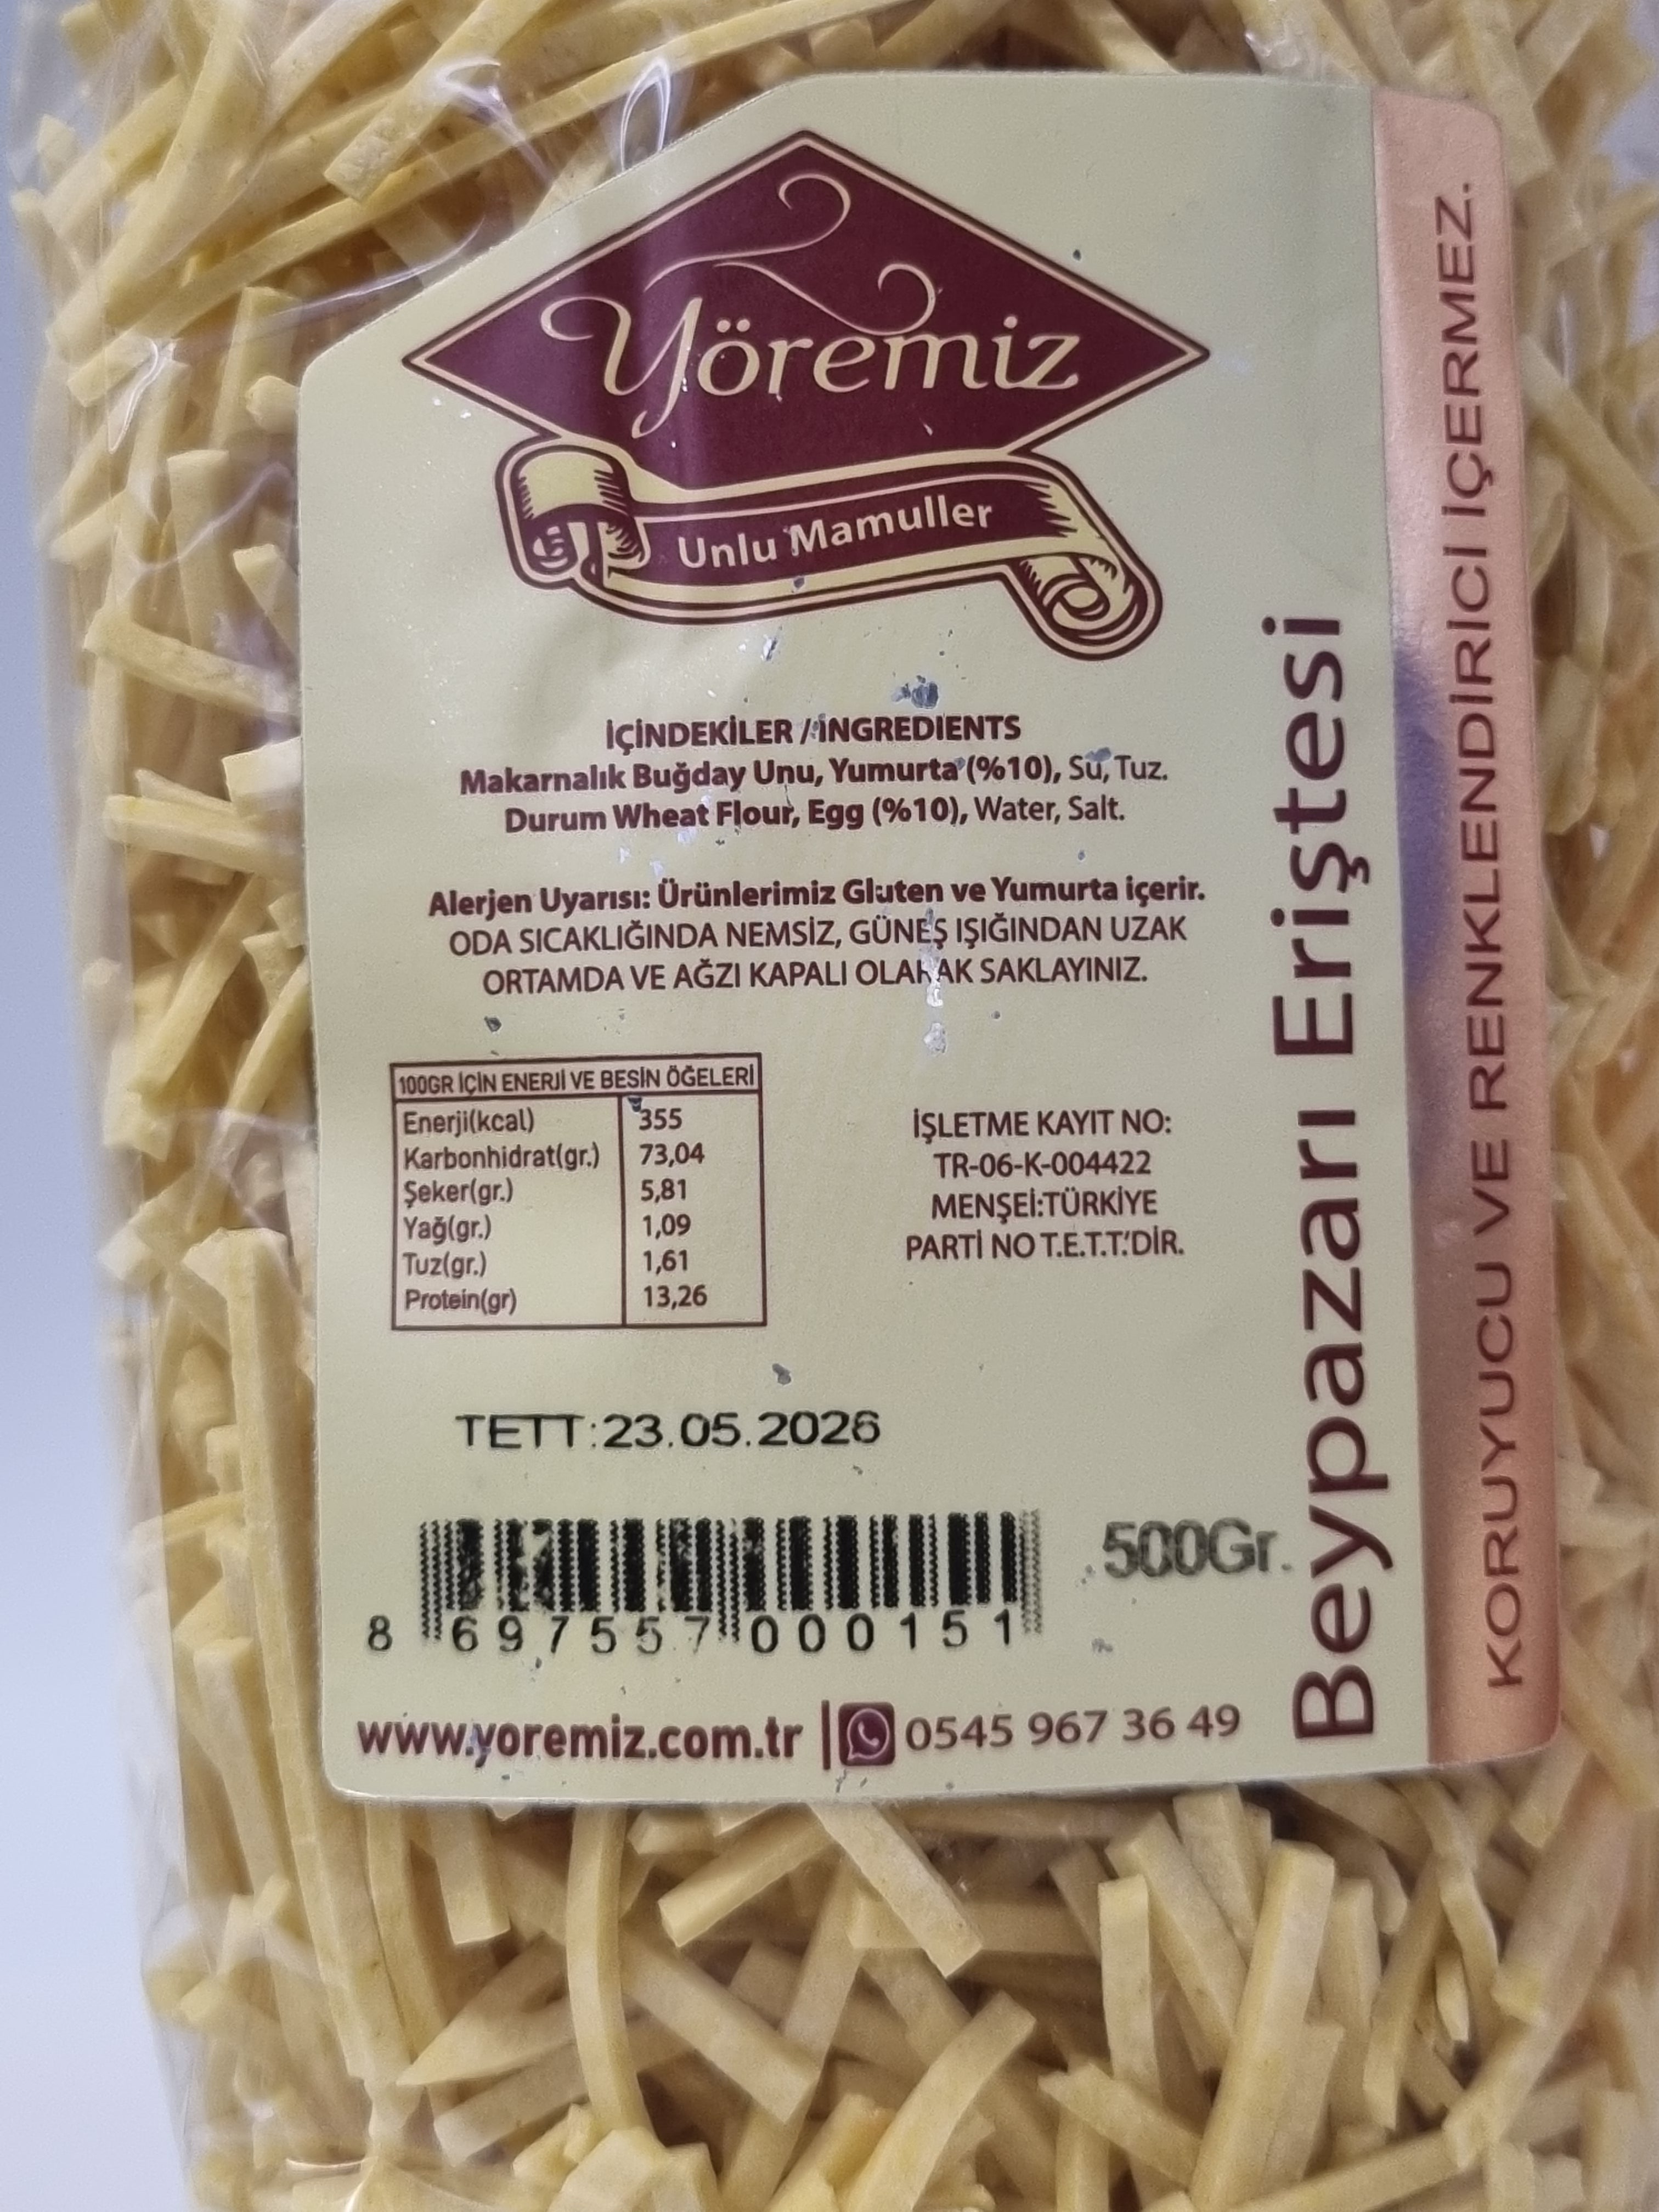 Yöremiz
Unlu Mamuller
İÇİNDEKİLER / INGREDIENTS
Makarnalık Buğday Unu, Yumurta (%10), Su, Tuz.
Durum Wheat Flour, Egg (%10), Water, Salt.
Alerjen Uyarısı: Ürünlerimiz Gluten ve Yumurta içerir.
ODA SICAKLIĞINDA NEMSİZ, GÜNEŞ IŞIĞINDAN UZAK
ORTAMDA VE AĞZI KAPALI OLARAK SAKLAYINIZ.
100GR İÇİN ENERJİ VE BESİN ÖĞELERİ
Enerji(kcal) 355
Karbonhidrat(gr.) 73,04
Şeker(gr.) 5,81
Yağ(gr.) 1,09
Tuz(gr.) 1,61
Protein(gr) 13,26
İŞLETME KAYIT NO:
TR-06-K-004422
MENŞEİ:TÜRKİYE
PARTİ NO T.E.T.T.'DİR.
TETT:23.05.2026
500Gr.
8 697557 000151
www.yoremiz.com.tr | 0545 967 36 49
Beypazarı Eriştesi
KORUYUCU VE RENKLENDİRİCİ İÇERMEZ.